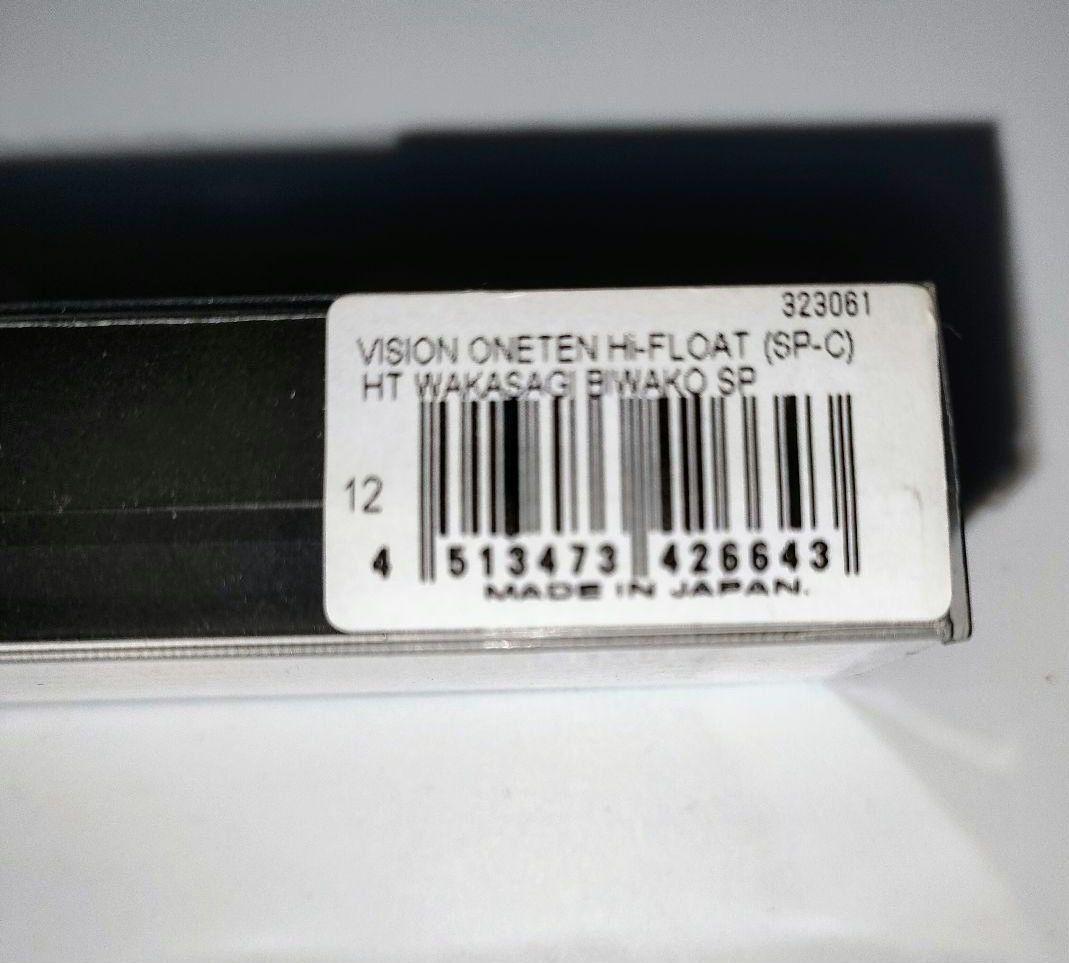 323061
VISION ONETEN Hi-FLOAT (SP-C)
HT WAKASAGI BIWAKO SP
12
4 513473 426643
MADE IN JAPAN.